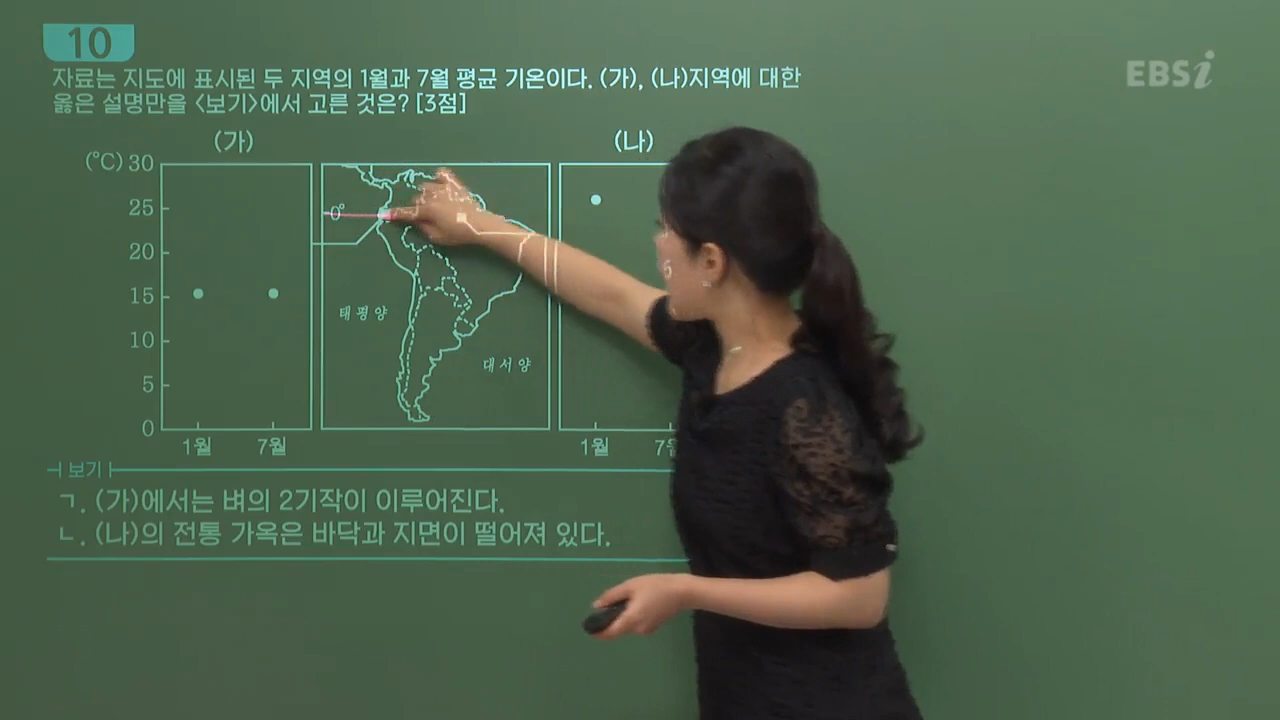 10
EBSi
자료는 지도에 표시된 두 지역의 1월과 7월 평균 기온이다. (가), (나)지역에 대한
옳은 설명만을 <보기>에서 고른 것은? [3점]
(가)
(나)
(℃) 30
25
20
15
10
5
0
1월 7월
0°
태평양
대서양
1월
보기
ㄱ. (가)에서는 벼의 2기작이 이루어진다.
ㄴ. (나)의 전통 가옥은 바닥과 지면이 떨어져 있다.